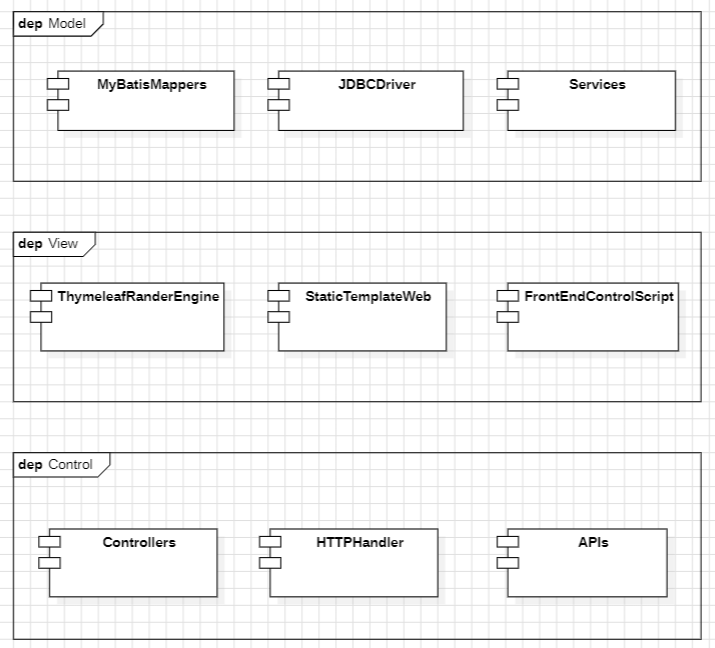 dep Model
MyBatisMappers
JDBCDriver
Services
dep View
ThymeleafRanderEngine
StaticTemplateWeb
FrontEndControlScript
dep Control
Controllers
HTTPHandler
APIs